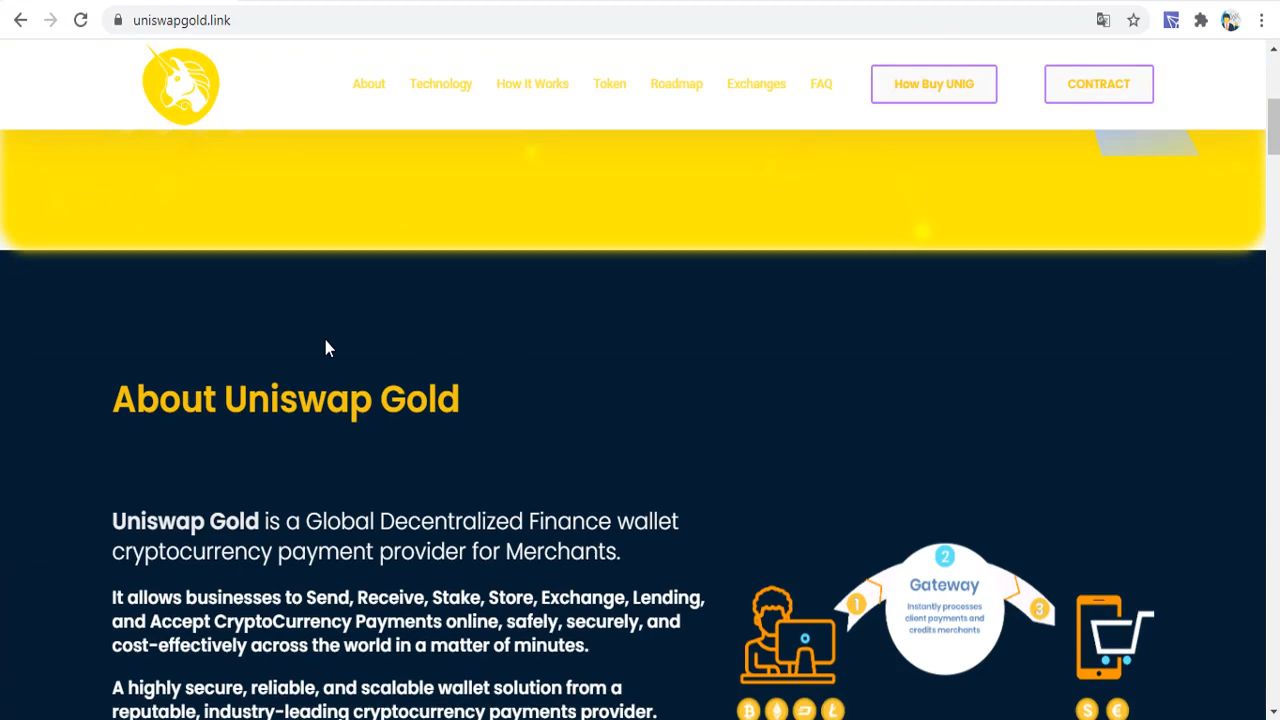 uniswapgold.link
About Technology How It Works Token Roadmap Exchanges FAQ How Buy UNIG CONTRACT
About Uniswap Gold
Uniswap Gold is a Global Decentralized Finance wallet
cryptocurrency payment provider for Merchants.
It allows businesses to Send, Receive, Stake, Store, Exchange, Lending,
and Accept CryptoCurrency Payments online, safely, securely, and
cost-effectively across the world in a matter of minutes.
A highly secure, reliable, and scalable wallet solution from a
reputable, industry-leading cryptocurrency payments provider.
2
Gateway
1
Instantly processes
client payments and
credits merchants
3